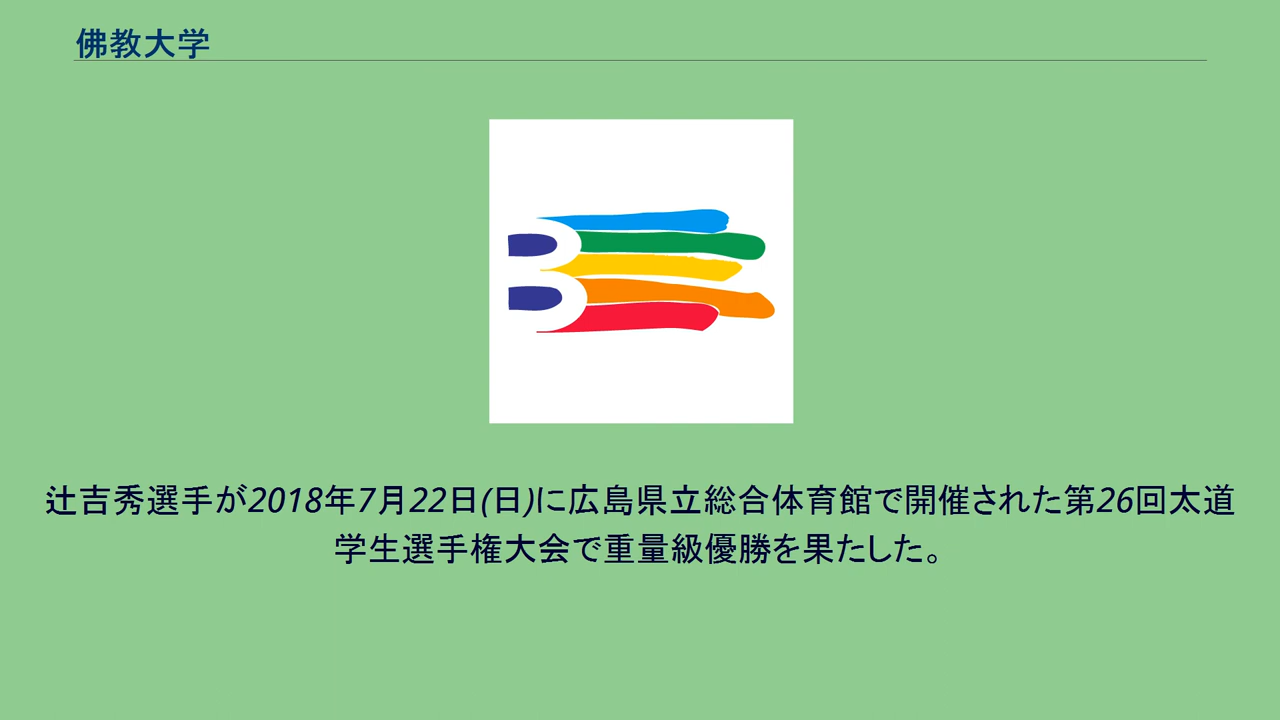 佛教大学
辻吉秀選手が2018年7月22日(日)に広島県立総合体育館で開催された第26回太道
学生選手権大会で重量級優勝を果たした。